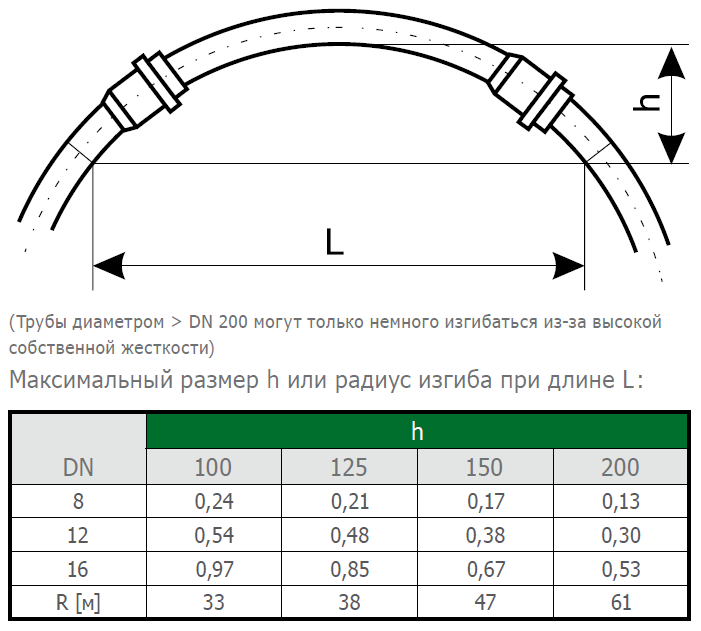 h
L
(Трубы диаметром > DN 200 могут только немного изгибаться из-за высокой
собственной жесткости)
Максимальный размер h или радиус изгиба при длине L:
h
DN 100 125 150 200
8 0,24 0,21 0,17 0,13
12 0,54 0,48 0,38 0,30
16 0,97 0,85 0,67 0,53
R [м] 33 38 47 61